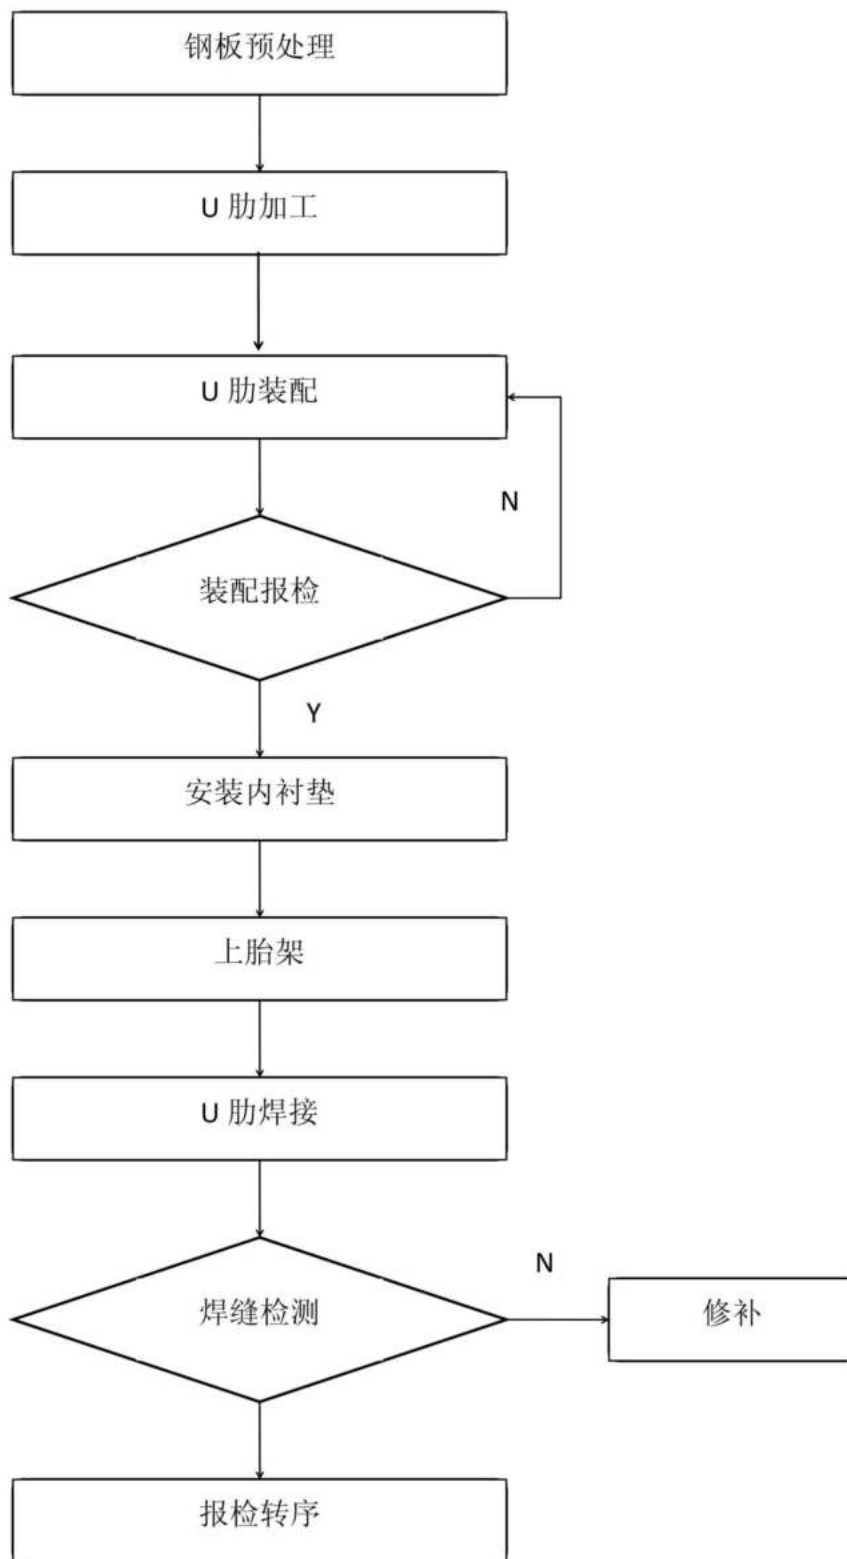 钢板预处理
U 肋加工
U 肋装配
N
装配报检
Y
安装内衬垫
上胎架
U 肋焊接
N
焊缝检测
修补
报检转序